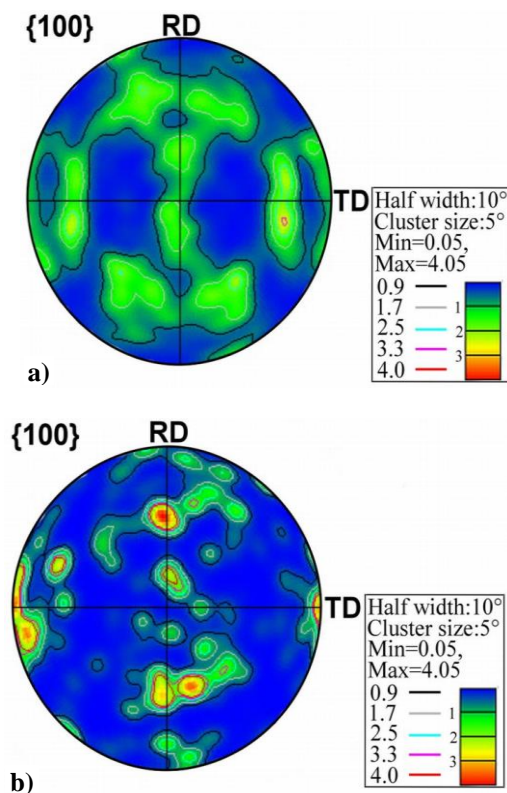 {100}
RD
TD
Half width:10°
Cluster size:5°
Min=0.05,
Max=4.05
0.9
1.7
2.5
3.3
4.0
1
2
3
a)
{100}
RD
TD
Half width:10°
Cluster size:5°
Min=0.05,
Max=4.05
0.9
1.7
2.5
3.3
4.0
1
2
3
b)